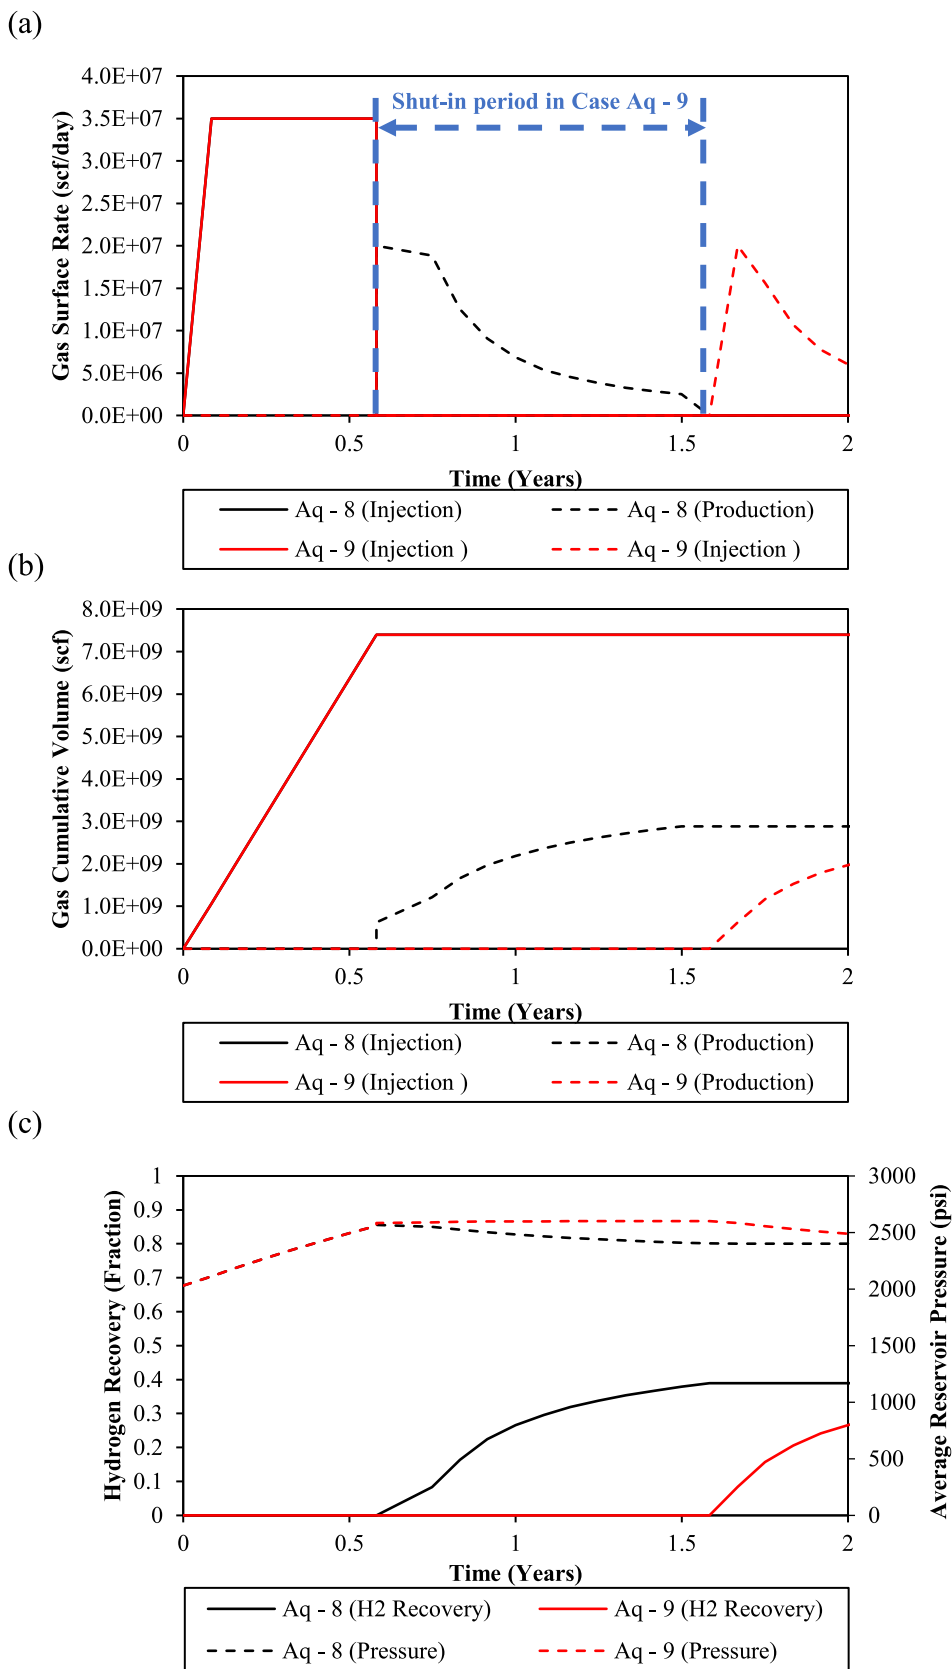 (a)
4.0E+07
3.5E+07
3.0E+07
2.5E+07
2.0E+07
1.5E+07
1.0E+07
5.0E+06
0.0E+00
Gas Surface Rate (scf/day)
Shut-in period in Case Aq - 9
0 0.5 1 1.5 2
Time (Years)
Aq - 8 (Injection) Aq - 8 (Production)
Aq - 9 (Injection ) Aq - 9 (Injection )
(b)
8.0E+09
7.0E+09
6.0E+09
5.0E+09
4.0E+09
3.0E+09
2.0E+09
1.0E+09
0.0E+00
Gas Cumulative Volume (scf)
0 0.5 1 1.5 2
Time (Years)
Aq - 8 (Injection) Aq - 8 (Production)
Aq - 9 (Injection ) Aq - 9 (Production)
(c)
1
0.9
0.8
0.7
0.6
0.5
0.4
0.3
0.2
0.1
0
Hydrogen Recovery (Fraction)
3000
2500
2000
1500
1000
500
0
Average Reservoir Pressure (psi)
0 0.5 1 1.5 2
Time (Years)
Aq - 8 (H2 Recovery) Aq - 9 (H2 Recovery)
Aq - 8 (Pressure) Aq - 9 (Pressure)